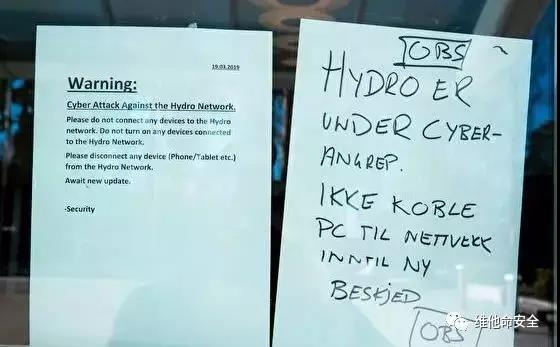 19.03.2019
Warning:
Cyber Attack Against the Hydro Network.
Please do not connect any devices to the Hydro
network. Do not turn on any devices connected
to the Hydro Network.
Please disconnect any device (Phone/Tablet etc.)
from the Hydro Network.
Await new update.
-Security
OBS
HYDRO ER
UNDER CYBER-
ANGREP.
IKKE KOBLE
PC TIL NETTVERK
INNTIL NY
BESKJED
OBS
维他命安全